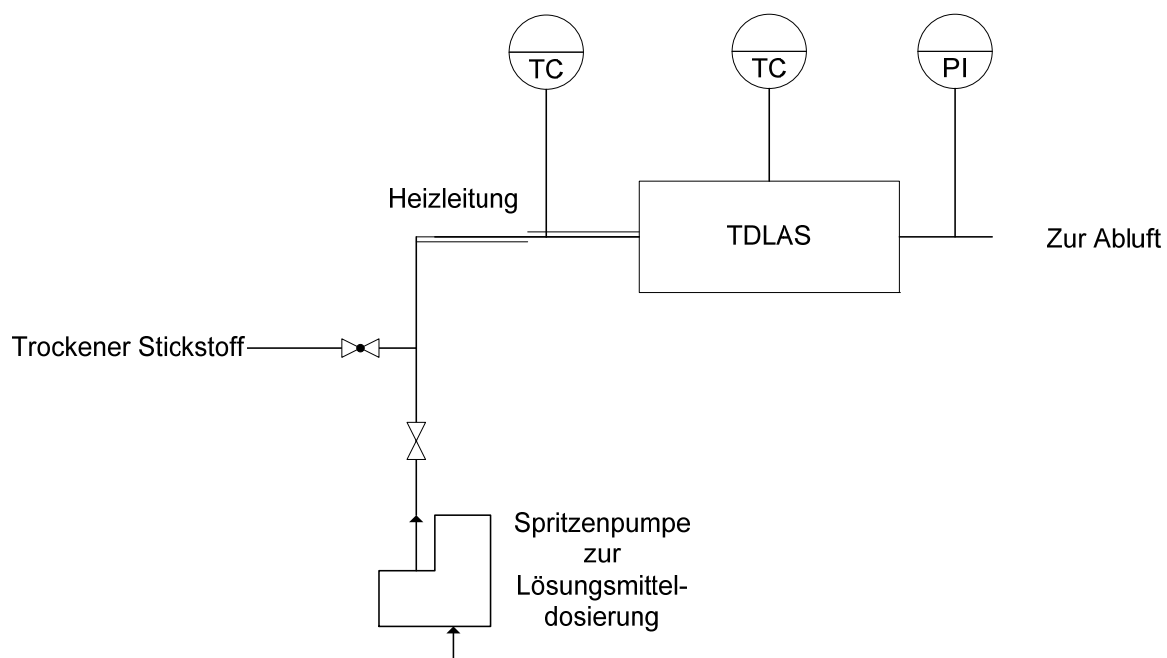 TC
TC
PI
Heizleitung
TDLAS
Zur Abluft
Trockener Stickstoff
Spritzenpumpe
zur
Lösungsmittel-
dosierung